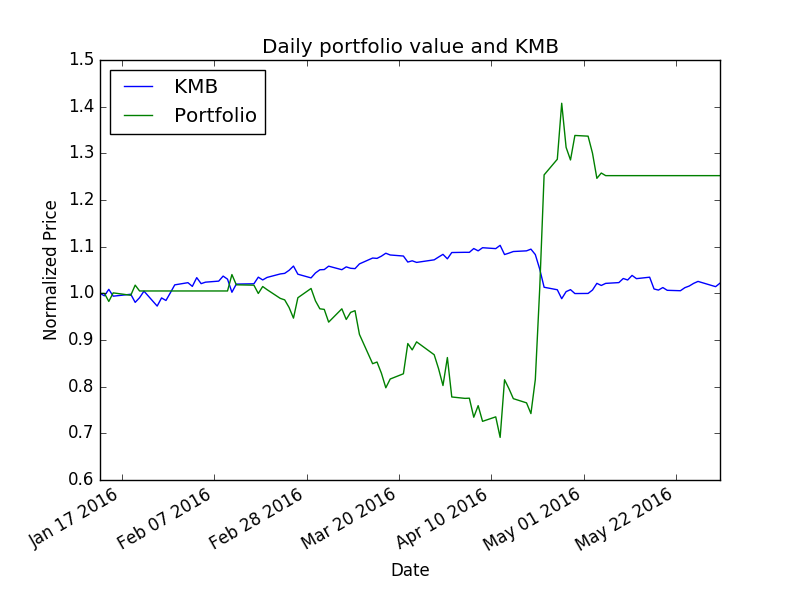 Daily portfolio value and KMB
KMB
Portfolio
1.5
1.4
1.3
1.2
1.1
1.0
0.9
0.8
0.7
0.6
Normalized Price
Jan 17 2016
Feb 07 2016
Feb 28 2016
Mar 20 2016
Apr 10 2016
May 01 2016
May 22 2016
Date